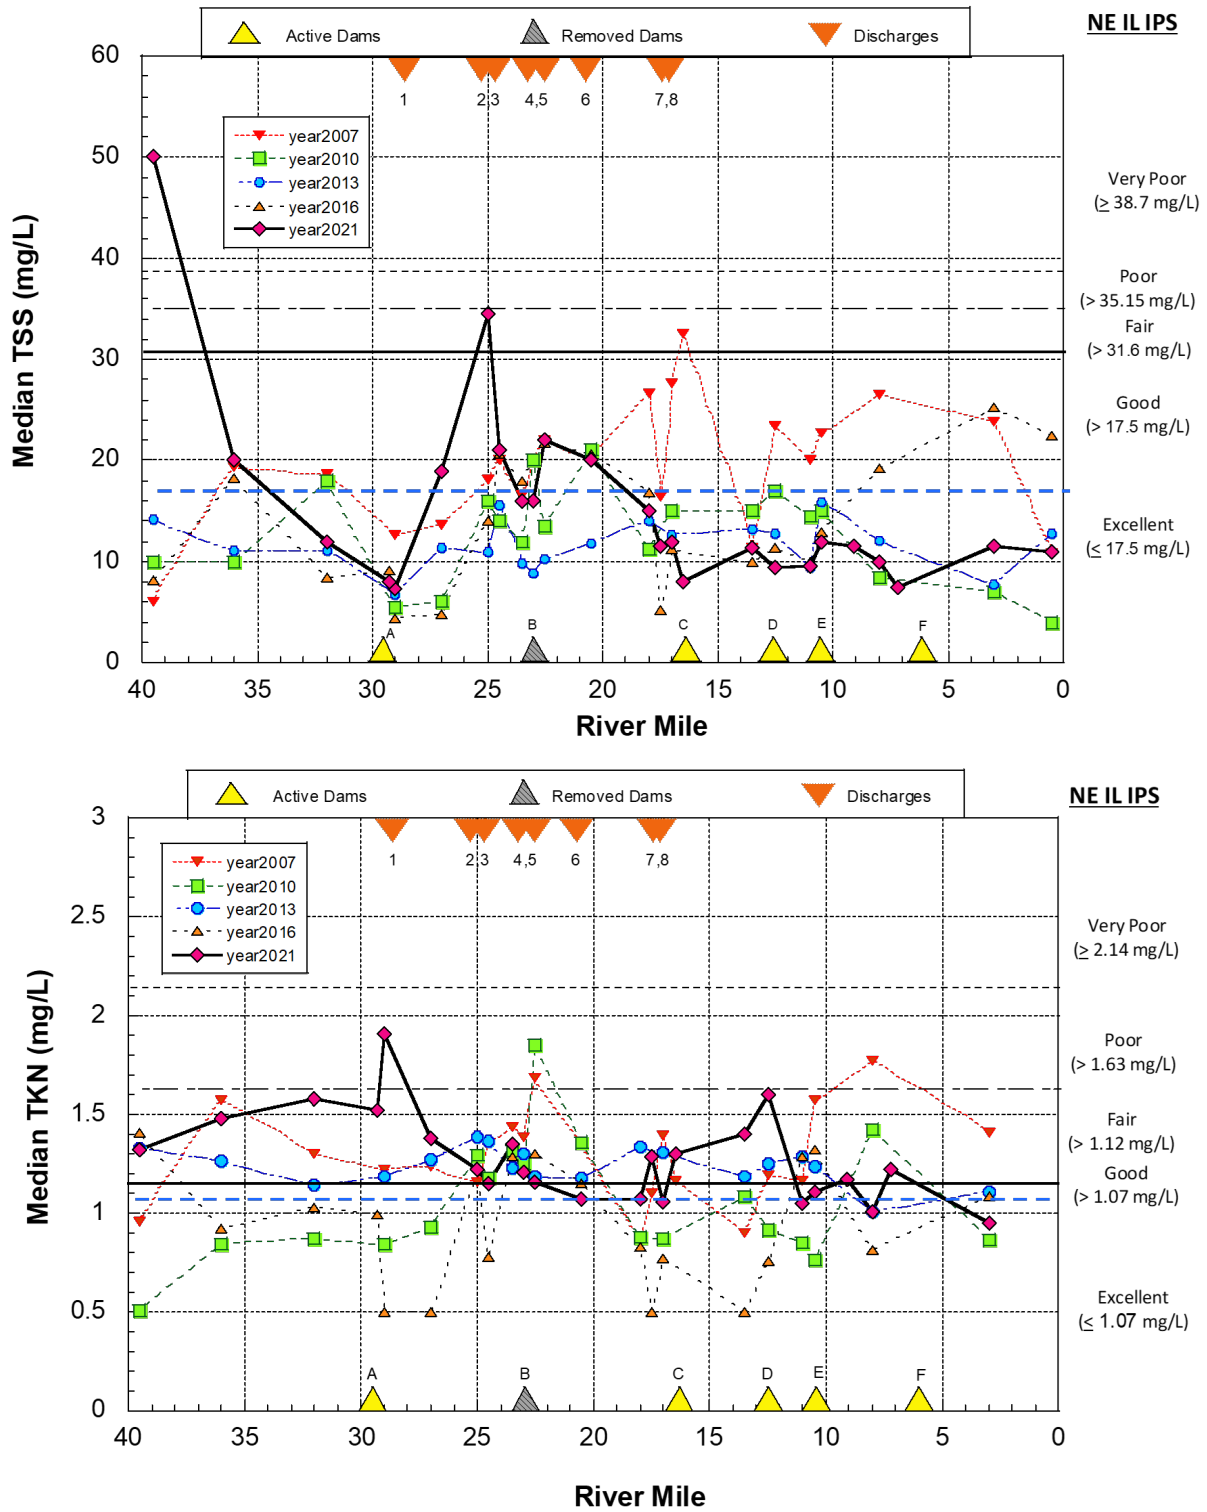 NE IL IPS
Active Dams Removed Dams Discharges
60
50
40
30
20
10
0
Median TSS (mg/L)
1 2,3 4,5 6 7,8
year2007
year2010
year2013
year2016
year2021
Very Poor
(≥ 38.7 mg/L)
Poor
(> 35.15 mg/L)
Fair
(> 31.6 mg/L)
Good
(> 17.5 mg/L)
Excellent
(≤ 17.5 mg/L)
A B C D E F
40 35 30 25 20 15 10 5 0
River Mile
NE IL IPS
Active Dams Removed Dams Discharges
3
2.5
2
1.5
1
0.5
0
Median TKN (mg/L)
1 2,3 4,5 6 7,8
year2007
year2010
year2013
year2016
year2021
Very Poor
(≥ 2.14 mg/L)
Poor
(> 1.63 mg/L)
Fair
(> 1.12 mg/L)
Good
(> 1.07 mg/L)
Excellent
(≤ 1.07 mg/L)
A B C D E F
40 35 30 25 20 15 10 5 0
River Mile